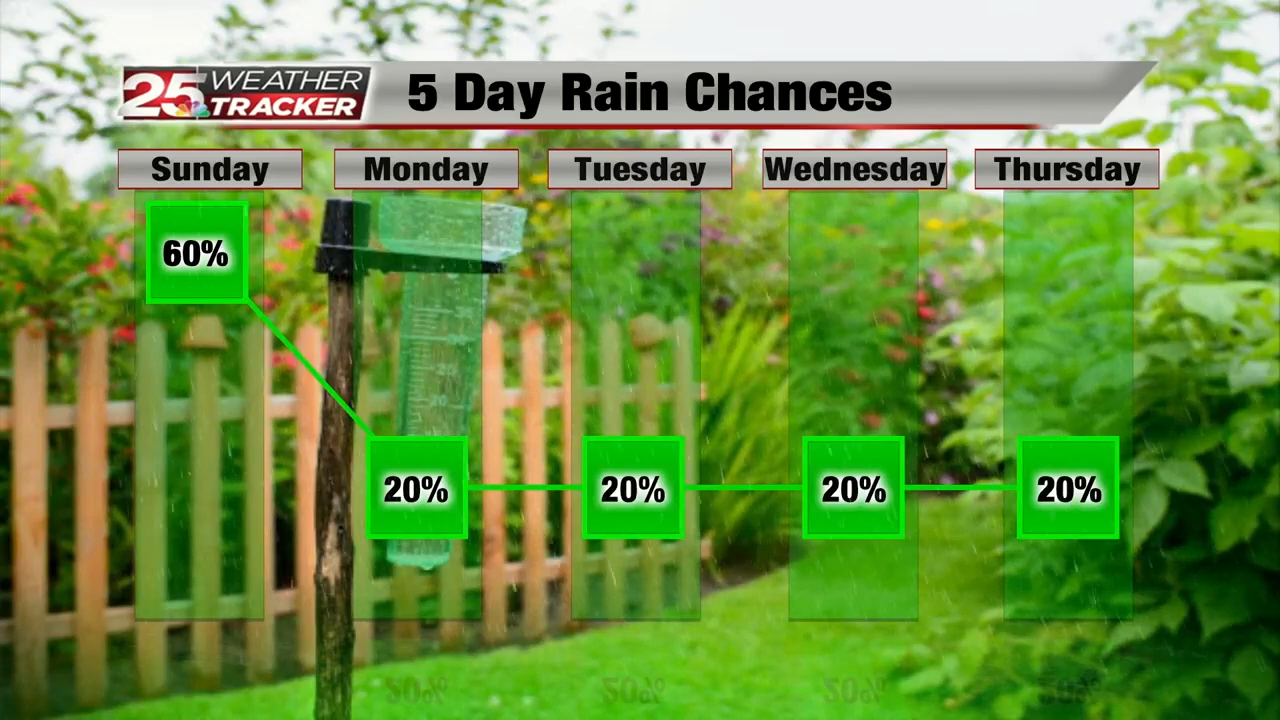 25 WEATHER
TRACKER
5 Day Rain Chances
Sunday Monday Tuesday Wednesday Thursday
60%
20% 20% 20% 20%